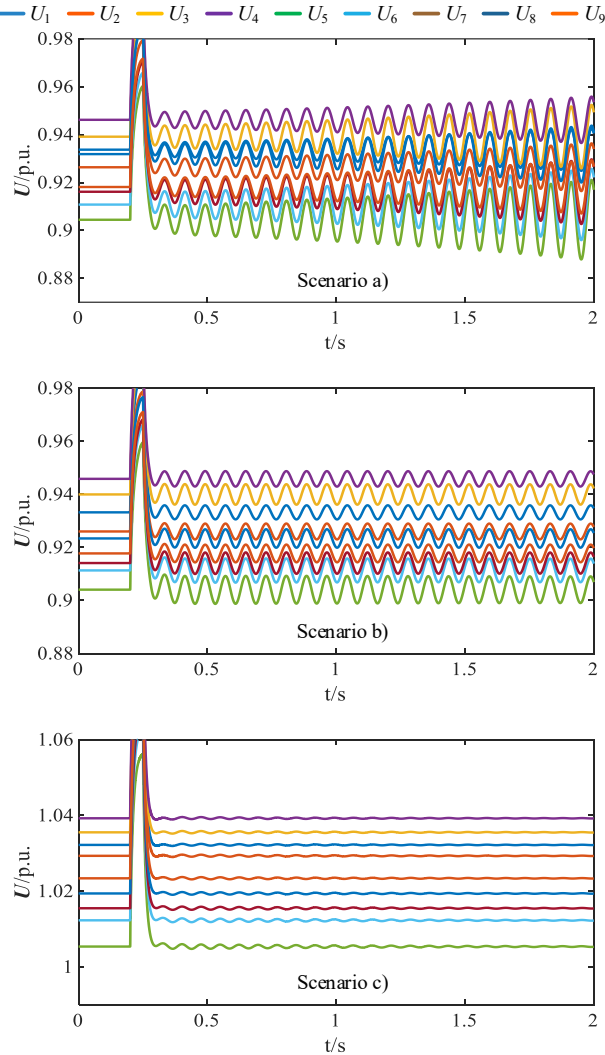 U1 U2 U3 U4 U5 U6 U7 U8 U9
0.98
0.96
0.94
0.92
0.9
0.88
U/p.u.
Scenario a)
0 0.5 1 1.5 2
t/s
0.98
0.96
0.94
0.92
0.9
0.88
U/p.u.
Scenario b)
0 0.5 1 1.5 2
t/s
1.06
1.04
1.02
1
U/p.u.
Scenario c)
0 0.5 1 1.5 2
t/s